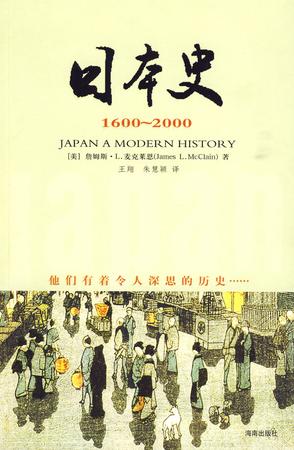 日本史
1600~2000
JAPAN A MODERN HISTORY
[美] 詹姆斯·L.麦克莱恩(James L. McClain) 著
王翔 朱慧颖 译
他们有着令人深思的历史……
海南出版社